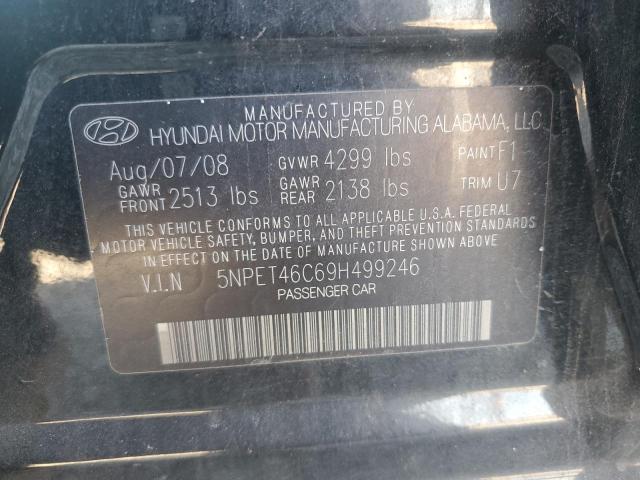 MANUFACTURED BY
HYUNDAI MOTOR MANUFACTURING ALABAMA, LLC
Aug/07/08 GVWR 4299 lbs PAINT F1
GAWR FRONT 2513 lbs GAWR REAR 2138 lbs TRIM U7
THIS VEHICLE CONFORMS TO ALL APPLICABLE U.S.A. FEDERAL
MOTOR VEHICLE SAFETY, BUMPER, AND THEFT PREVENTION STANDARDS
IN EFFECT ON THE DATE OF MANUFACTURE SHOWN ABOVE.
V.I.N 5NPET46C69H499246
PASSENGER CAR